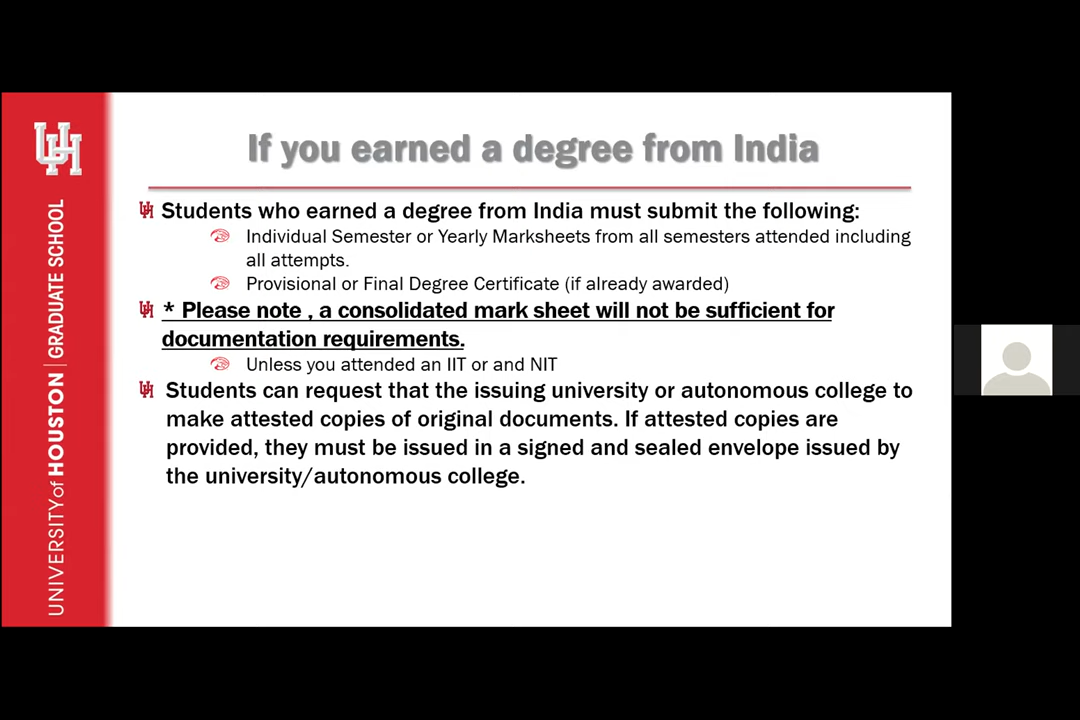 If you earned a degree from India
Students who earned a degree from India must submit the following:
Individual Semester or Yearly Marksheets from all semesters attended including
all attempts.
Provisional or Final Degree Certificate (if already awarded)
* Please note , a consolidated mark sheet will not be sufficient for
documentation requirements.
Unless you attended an IIT or and NIT
Students can request that the issuing university or autonomous college to
make attested copies of original documents. If attested copies are
provided, they must be issued in a signed and sealed envelope issued by
the university/autonomous college.
UNIVERSITY of HOUSTON | GRADUATE SCHOOL
UH